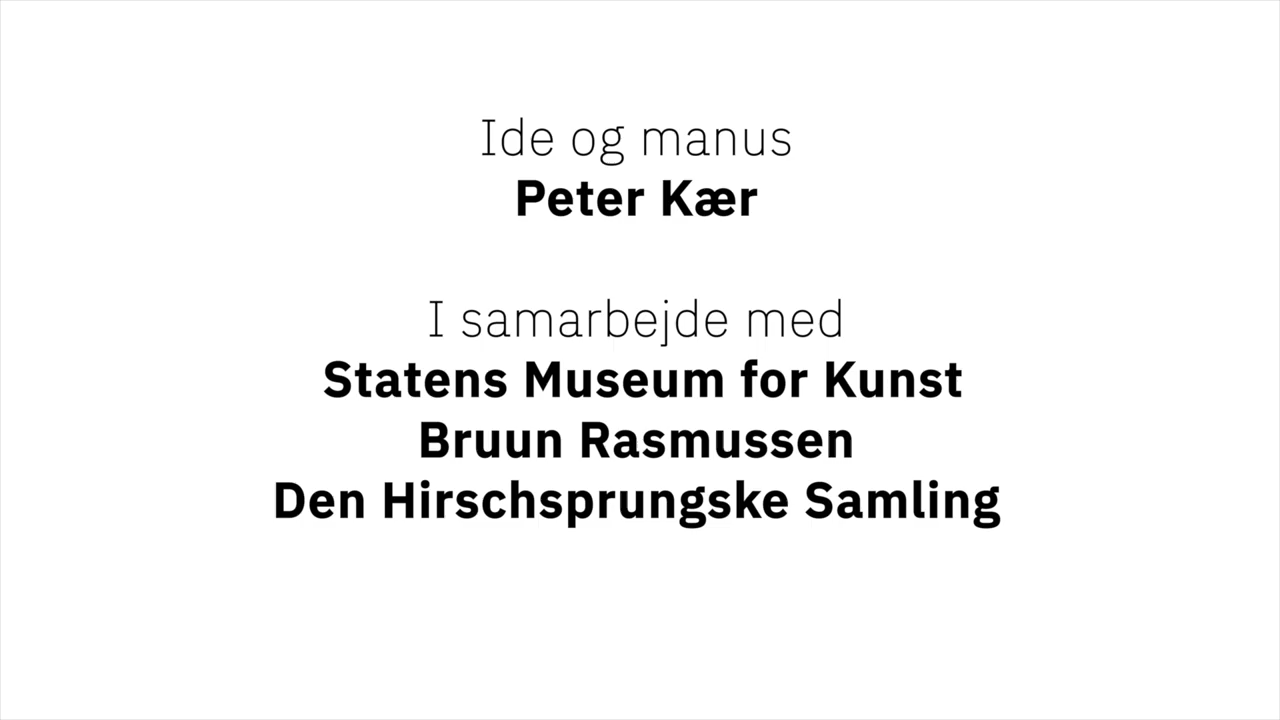 Ide og manus
Peter Kær
I samarbejde med
Statens Museum for Kunst
Bruun Rasmussen
Den Hirschsprungske Samling